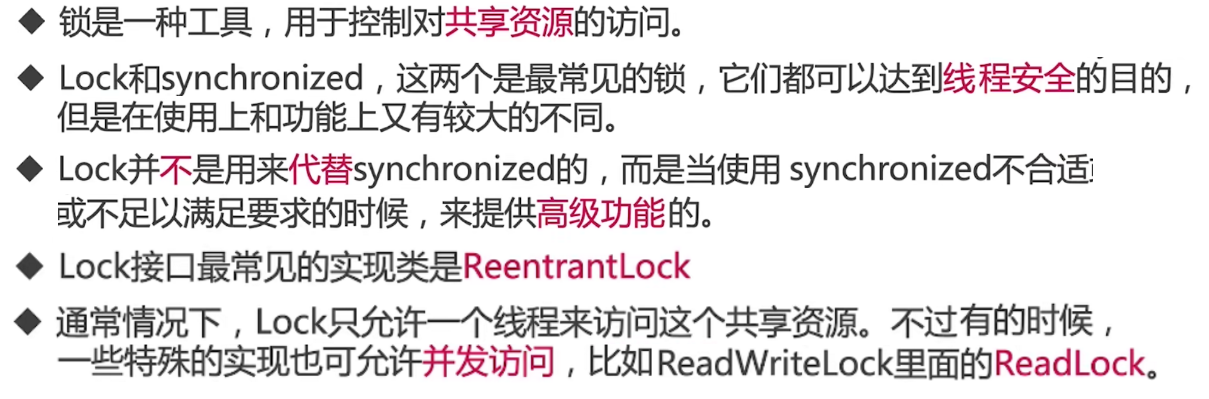 ◆ 锁是一种工具，用于控制对共享资源的访问。
◆ Lock和synchronized，这两个是最常见的锁，它们都可以达到线程安全的目的，
但是在使用上和功能上又有较大的不同。
◆ Lock并不是用来代替synchronized的，而是当使用 synchronized不合适
或不足以满足要求的时候，来提供高级功能的。
◆ Lock接口最常见的实现类是ReentrantLock
◆ 通常情况下，Lock只允许一个线程来访问这个共享资源。不过有的时候，
一些特殊的实现也可允许并发访问，比如ReadWriteLock里面的ReadLock。